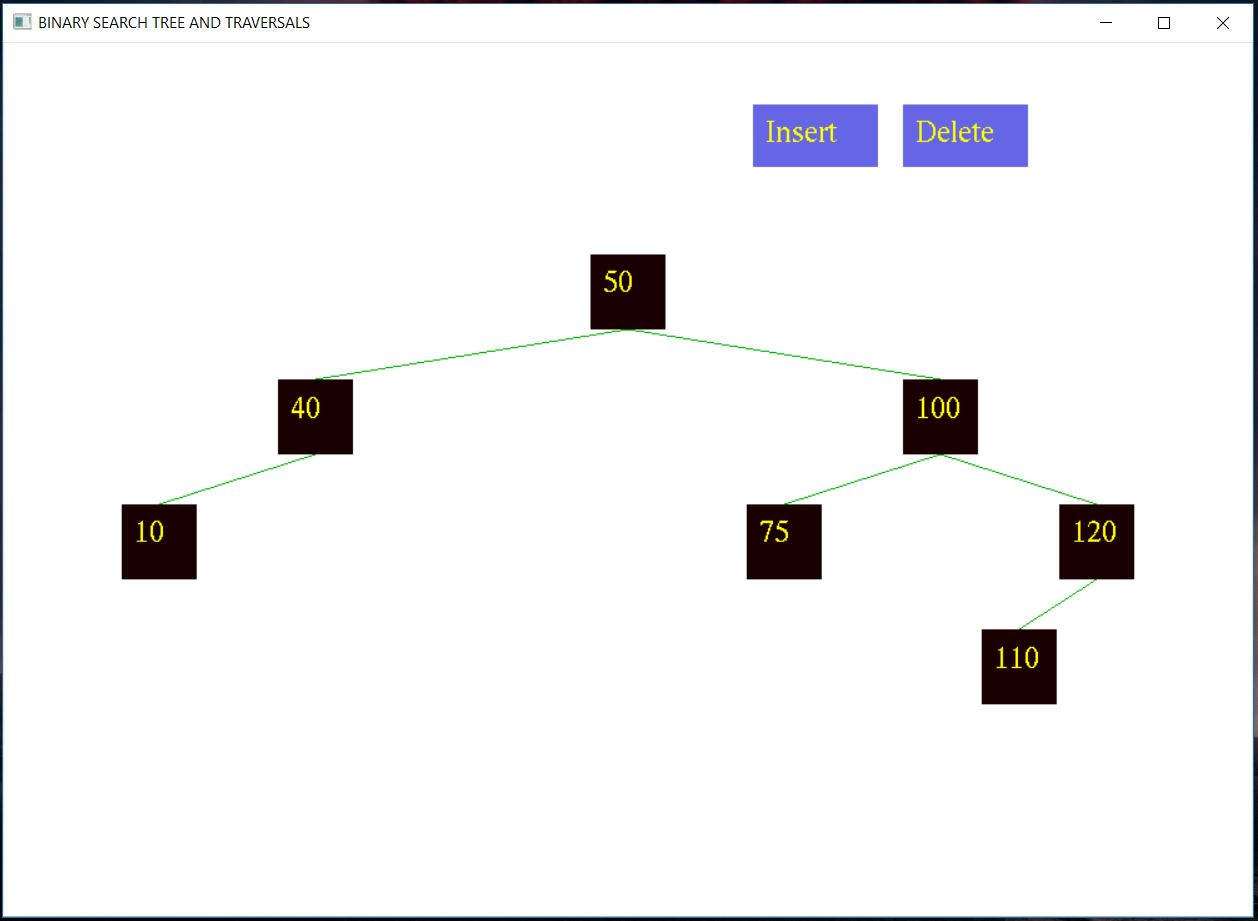 BINARY SEARCH TREE AND TRAVERSALS
Insert Delete
50
40 100
10 75 120
110